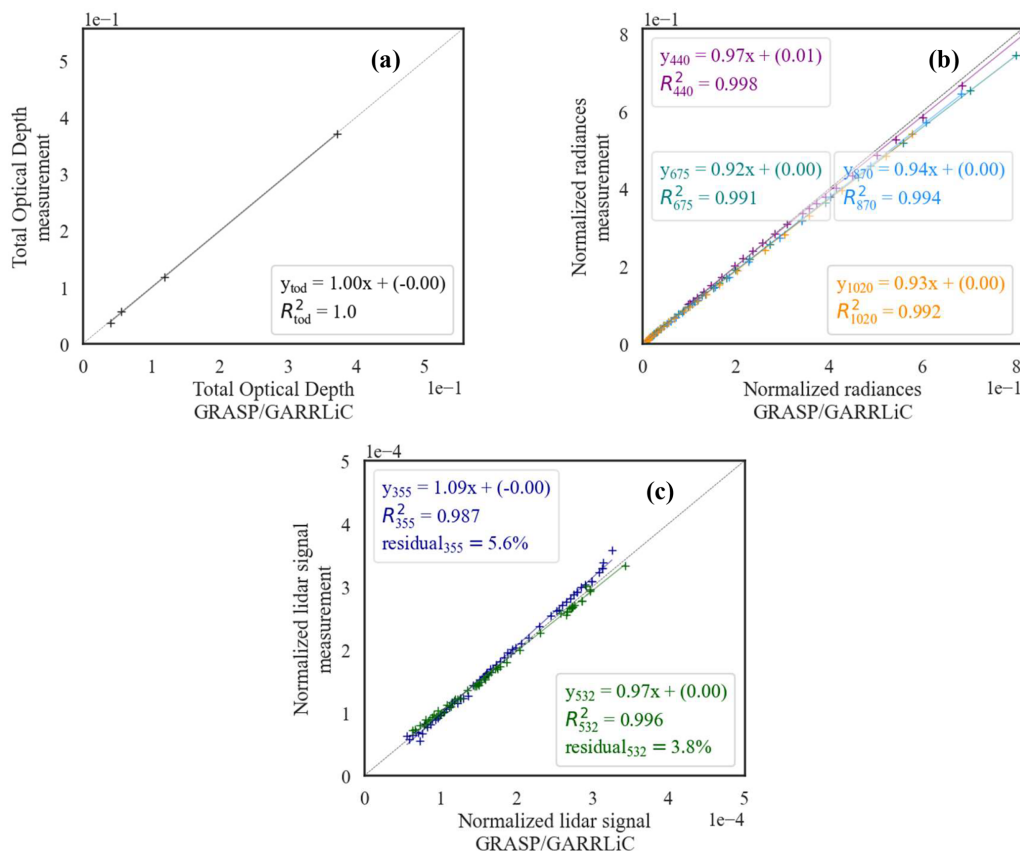 1e−1
(a)
5
4
3
2
1
0
Total Optical Depth
measurement
y_tod = 1.00x + (-0.00)
R²_tod = 1.0
0
1
2
3
4
5
1e−1
Total Optical Depth
GRASP/GARRLiC
1e−1
(b)
8
6
4
2
0
Normalized radiances
measurement
y_440 = 0.97x + (0.01)
R²_440 = 0.998
y_675 = 0.92x + (0.00)
R²_675 = 0.991
y_870 = 0.94x + (0.00)
R²_870 = 0.994
y_1020 = 0.93x + (0.00)
R²_1020 = 0.992
0
2
4
6
8
1e−1
Normalized radiances
GRASP/GARRLiC
1e−4
(c)
5
4
3
2
1
0
Normalized lidar signal
measurement
y_355 = 1.09x + (-0.00)
R²_355 = 0.987
residual_355 = 5.6%
y_532 = 0.97x + (0.00)
R²_532 = 0.996
residual_532 = 3.8%
0
1
2
3
4
5
1e−4
Normalized lidar signal
GRASP/GARRLiC